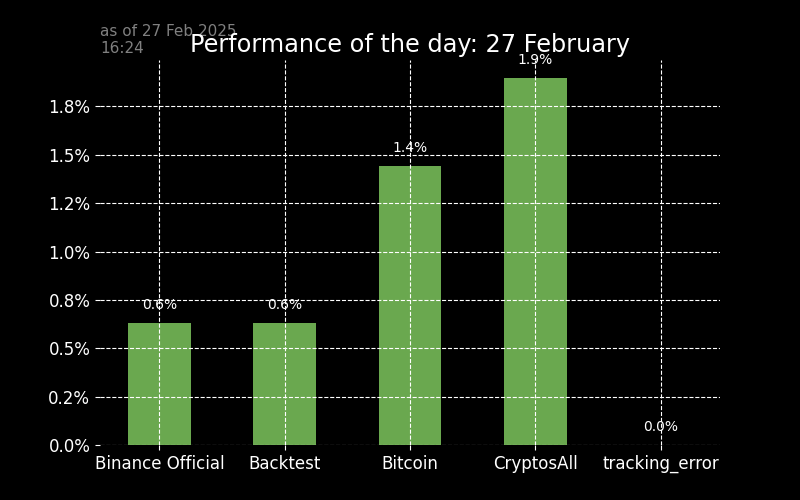 as of 27 Feb 2025
16:24
Performance of the day: 27 February
1.9%
1.8%
1.4%
1.5%
1.2%
1.0%
0.8%
0.6%
0.6%
0.5%
0.2%
0.0%
0.0%
Binance Official
Backtest
Bitcoin
CryptosAll
tracking_error